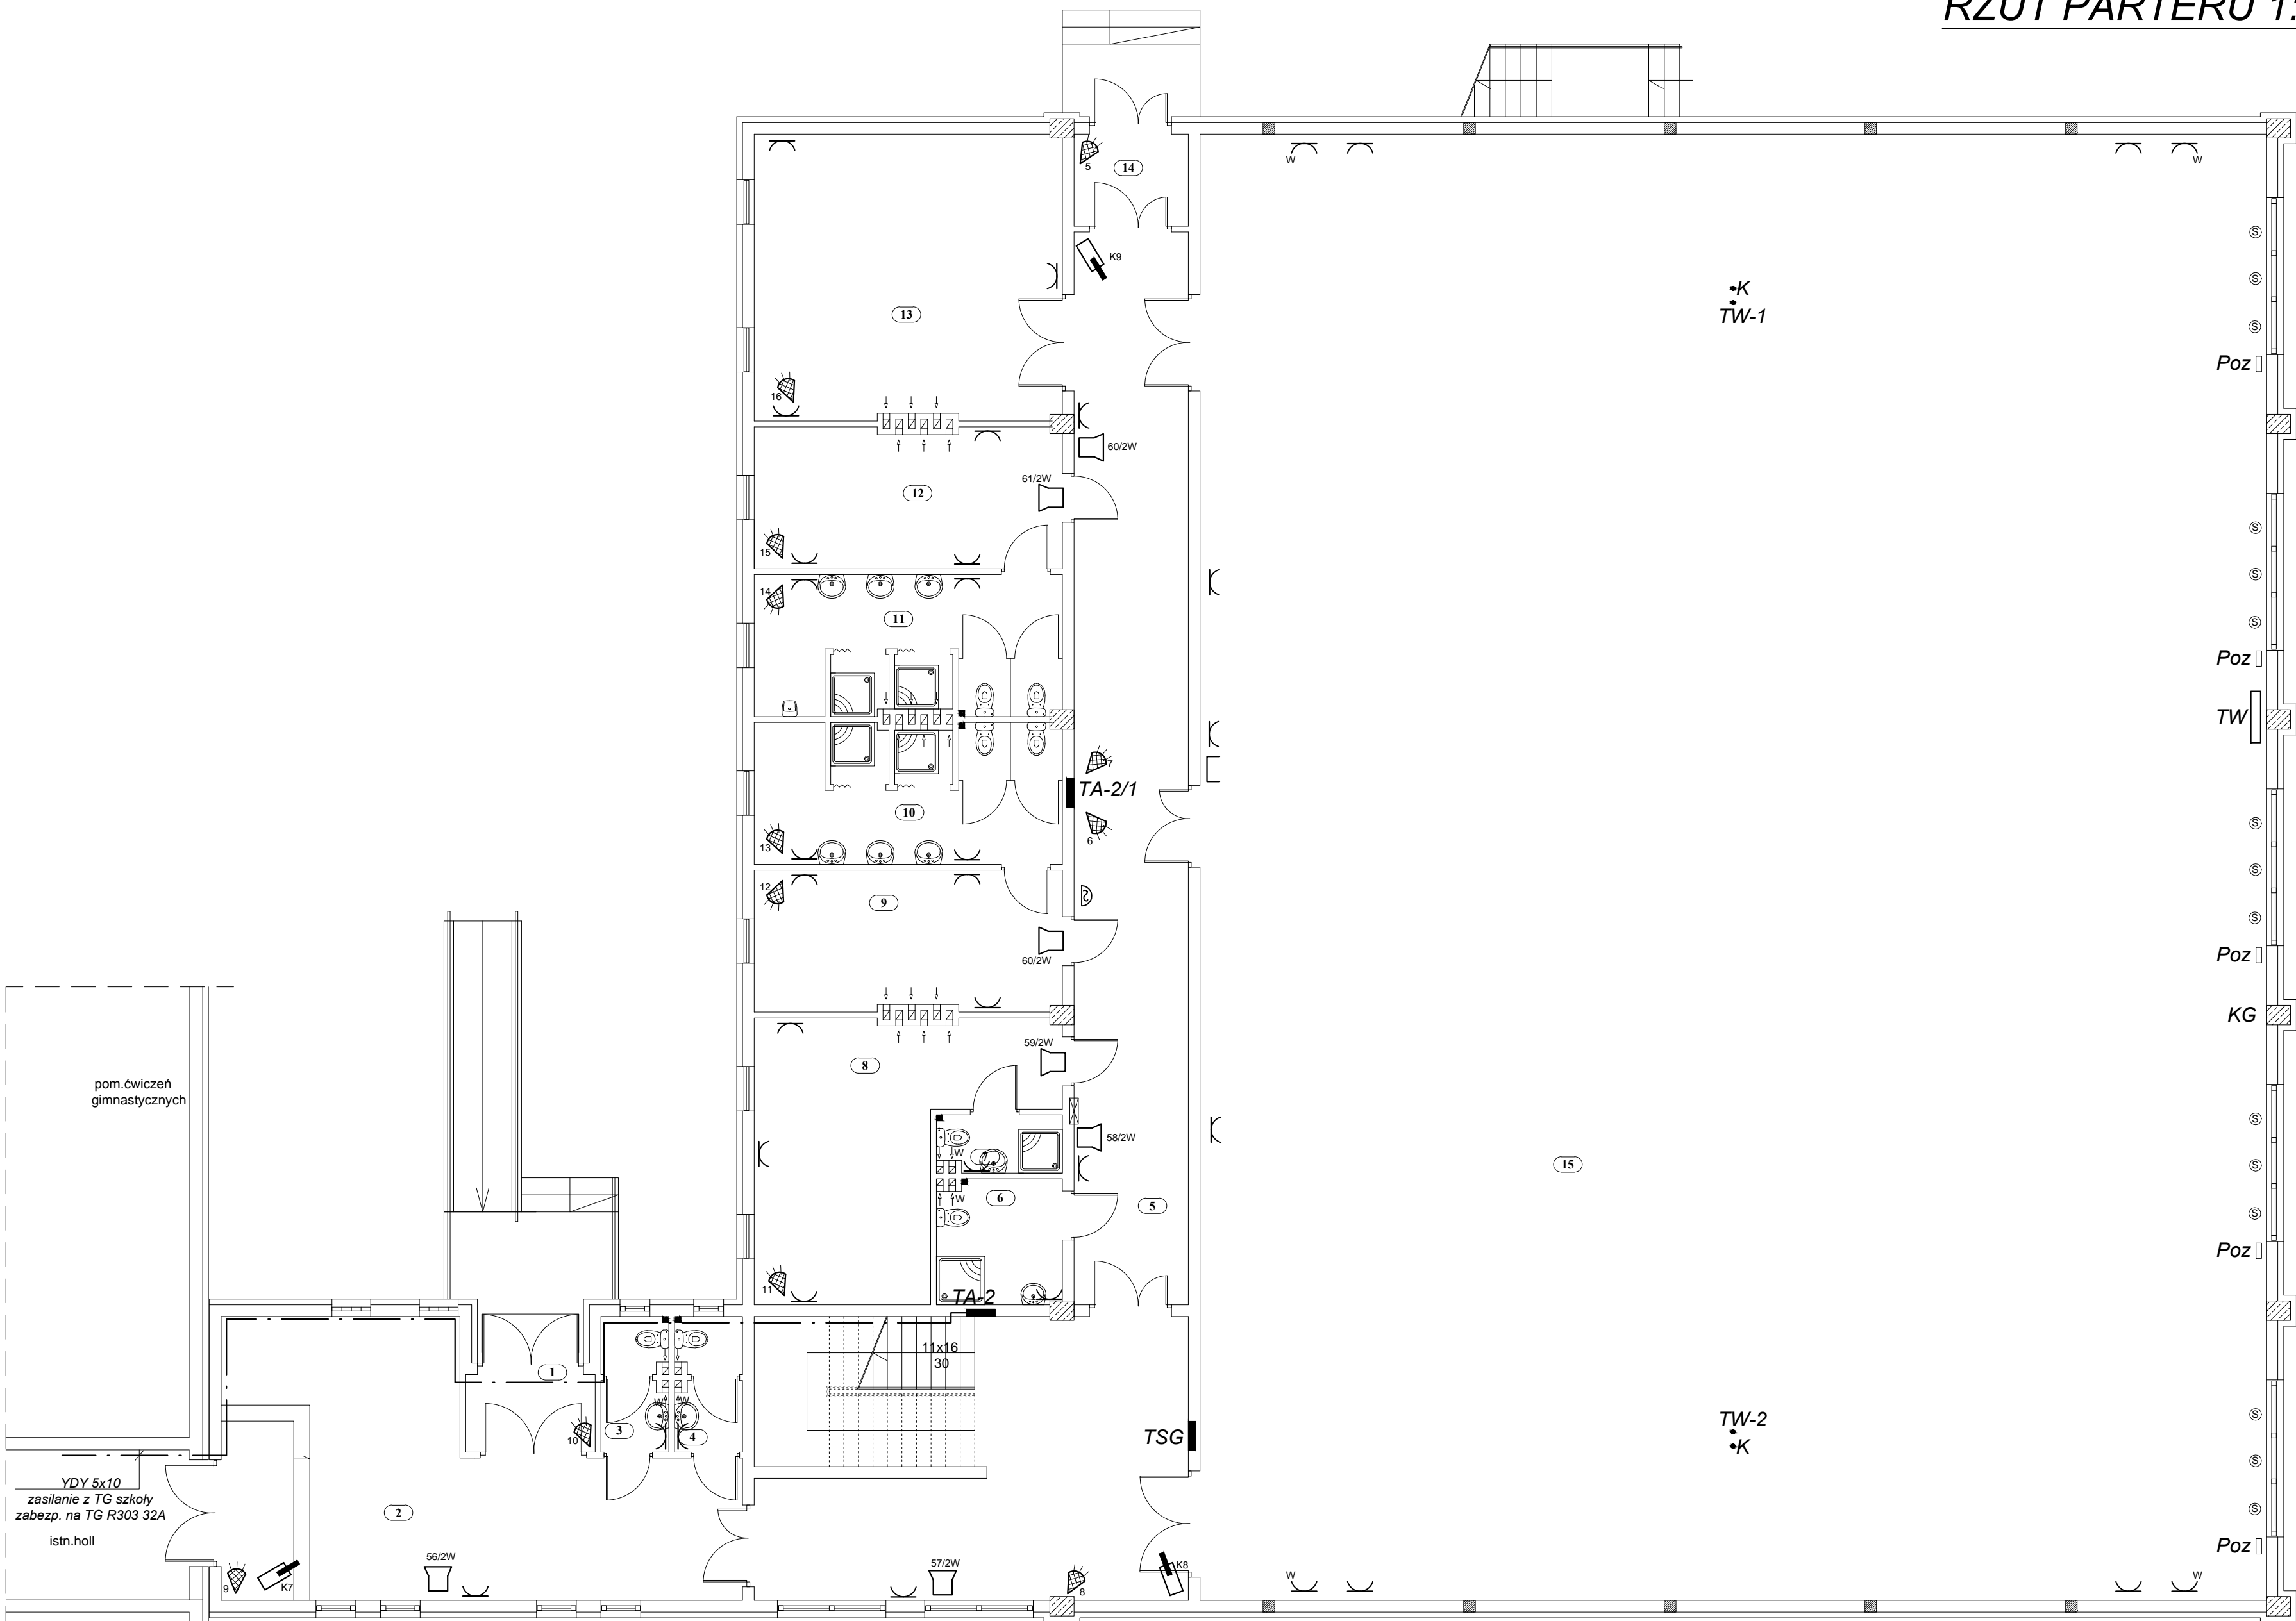 RZUT PARTERU 1:
5
14
W
W
K9
S
S
K
TW-1
13
S
Poz
16
60/2W
61/2W
12
S
15
S
14
11
S
Poz
TW
7
TA-2/1
10
6
S
13
12
9
S
S
60/2W
Poz
KG
59/2W
8
pom.ćwiczeń
gimnastycznych
S
58/2W
W
7
15
S
W
6
5
S
Poz
11
TA-2
11x16
30
1
W
W
3
4
10
TSG
TW-2
K
S
S
YDY 5x10
zasilanie z TG szkoły
zabezp. na TG R303 32A
2
S
istn.holl
Poz
56/2W
57/2W
K8
W
W
9
K7
8